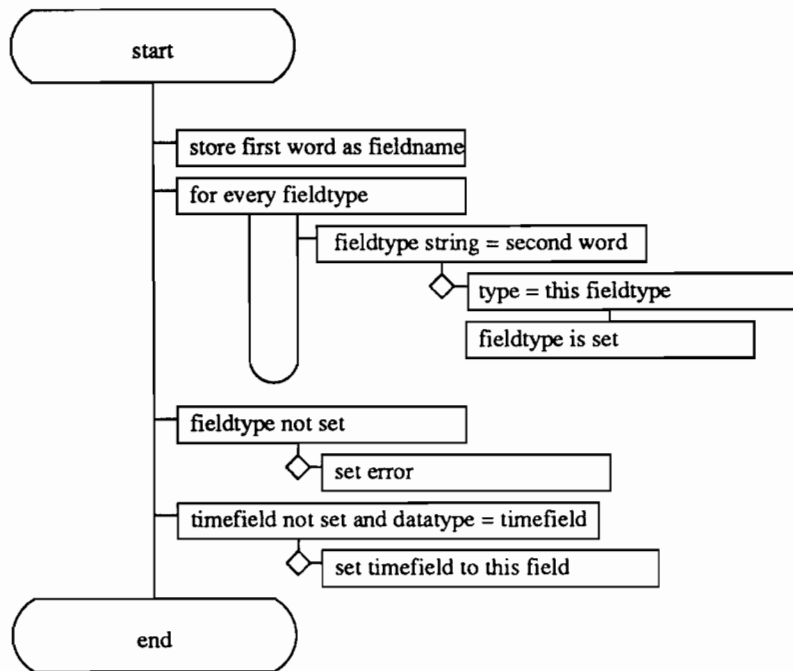 start
store first word as fieldname
for every fieldtype
fieldtype string = second word
type = this fieldtype
fieldtype is set
fieldtype not set
set error
timefield not set and datatype = timefield
set timefield to this field
end